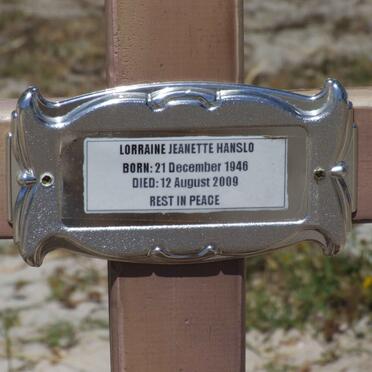 LORRAINE JEANETTE HANSLO
BORN: 21 December 1946
DIED: 12 August 2009
REST IN PEACE